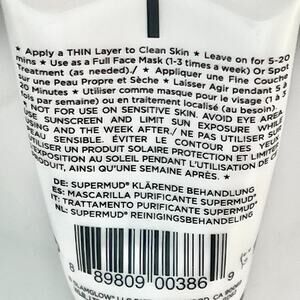 ★ Apply a THIN Layer to Clean Skin ★ Leave on for 5-20
mins ★ Use as a Full Face Mask (1-3 times a week) Or Spot
Treatment (as needed)./ ★ Appliquer une Fine Couche
sur une Peau Propre et Sèche ★ Laisser Agir Pendant 5 à
20 Minutes ★ Utiliser comme masque pour le visage (1 à 3
fois par semaine) ou en traitement localisé (au besoin).
★ NOT FOR USE ON SENSITIVE SKIN. AVOID EYE AREA
USE SUNSCREEN AND LIMIT SUN EXPOSURE WHILE
USING AND THE WEEK AFTER./ NE PAS UTILISER SUR
PEAU SENSIBLE. ÉVITER LE CONTOUR DES YEUX
UTILISER UN PRODUIT SOLAIRE PROTECTION ET LIMITER
EXPOSITION AU SOLEIL PENDANT L'UTILISATION DE
AINSI QU'UNE SEMAINE APRÈS. ★
DE: SUPERMUD® KLÄRENDE BEHANDLUNG
ES: MASCARILLA PURIFICANTE SUPERMUD®
IT: TRATTAMENTO PURIFICANTE SUPERMUD®
NL: SUPERMUD® REINIGINGSBEHANDLING
8 89809 00386 9